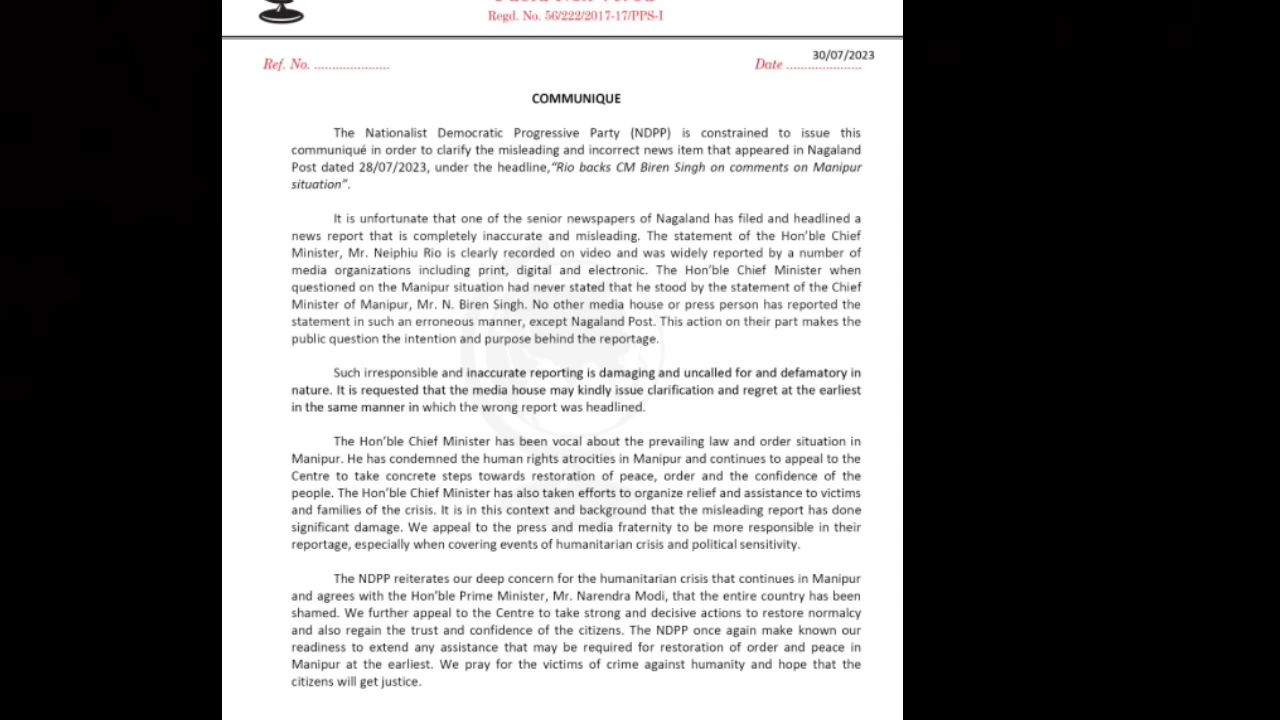 Regd. No. 56/222/2017-17/PPS-I
30/07/2023
Ref. No. ..................... Date .....................
COMMUNIQUE
The Nationalist Democratic Progressive Party (NDPP) is constrained to issue this
communiqué in order to clarify the misleading and incorrect news item that appeared in Nagaland
Post dated 28/07/2023, under the headline,“Rio backs CM Biren Singh on comments on Manipur
situation”.
It is unfortunate that one of the senior newspapers of Nagaland has filed and headlined a
news report that is completely inaccurate and misleading. The statement of the Hon’ble Chief
Minister, Mr. Neiphiu Rio is clearly recorded on video and was widely reported by a number of
media organizations including print, digital and electronic. The Hon’ble Chief Minister when
questioned on the Manipur situation had never stated that he stood by the statement of the Chief
Minister of Manipur, Mr. N. Biren Singh. No other media house or press person has reported the
statement in such an erroneous manner, except Nagaland Post. This action on their part makes the
public question the intention and purpose behind the reportage.
Such irresponsible and inaccurate reporting is damaging and uncalled for and defamatory in
nature. It is requested that the media house may kindly issue clarification and regret at the earliest
in the same manner in which the wrong report was headlined.
The Hon’ble Chief Minister has been vocal about the prevailing law and order situation in
Manipur. He has condemned the human rights atrocities in Manipur and continues to appeal to the
Centre to take concrete steps towards restoration of peace, order and the confidence of the
people. The Hon’ble Chief Minister has also taken efforts to organize relief and assistance to victims
and families of the crisis. It is in this context and background that the misleading report has done
significant damage. We appeal to the press and media fraternity to be more responsible in their
reportage, especially when covering events of humanitarian crisis and political sensitivity.
The NDPP reiterates our deep concern for the humanitarian crisis that continues in Manipur
and agrees with the Hon’ble Prime Minister, Mr. Narendra Modi, that the entire country has been
shamed. We further appeal to the Centre to take strong and decisive actions to restore normalcy
and also regain the trust and confidence of the citizens. The NDPP once again make known our
readiness to extend any assistance that may be required for restoration of order and peace in
Manipur at the earliest. We pray for the victims of crime against humanity and hope that the
citizens will get justice.